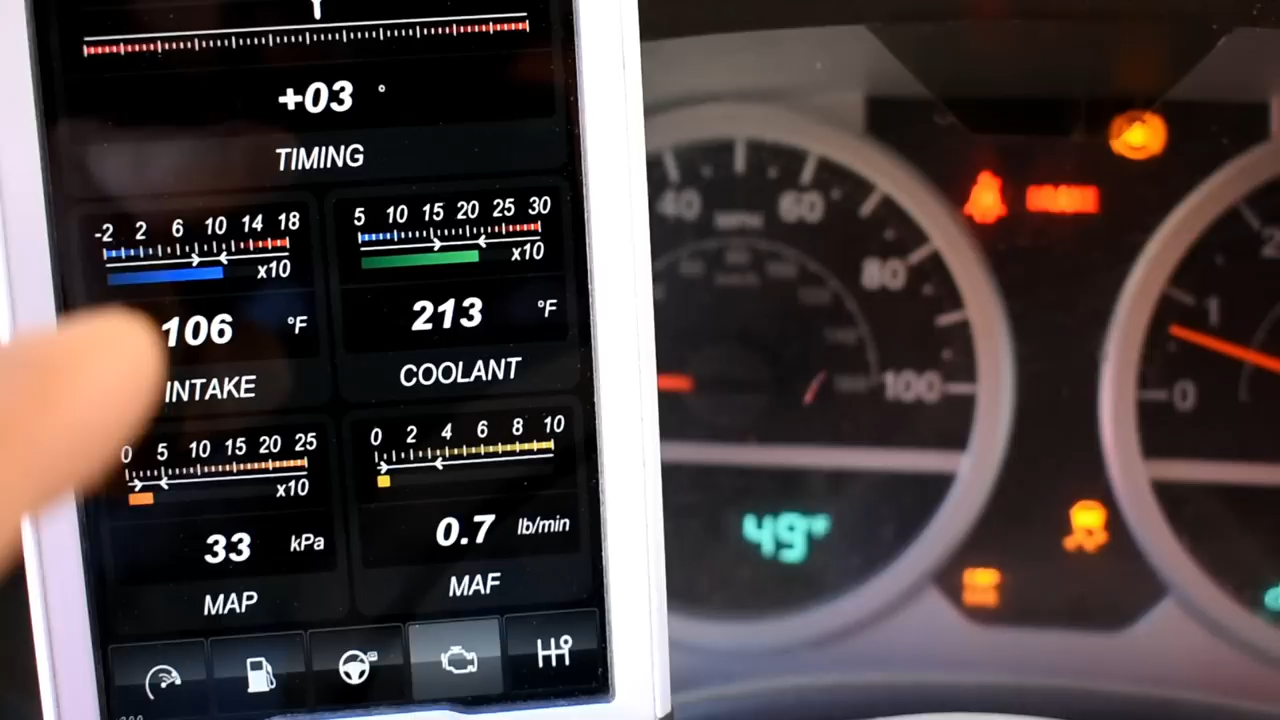 +03 °
TIMING
-2 2 6 10 14 18
x10
106 °F
INTAKE
5 10 15 20 25 30
x10
213 °F
COOLANT
0 5 10 15 20 25
x10
33 kPa
MAP
0 2 4 6 8 10
0.7 lb/min
MAF
40 60 80 100
MPH
49°F
0 1 2